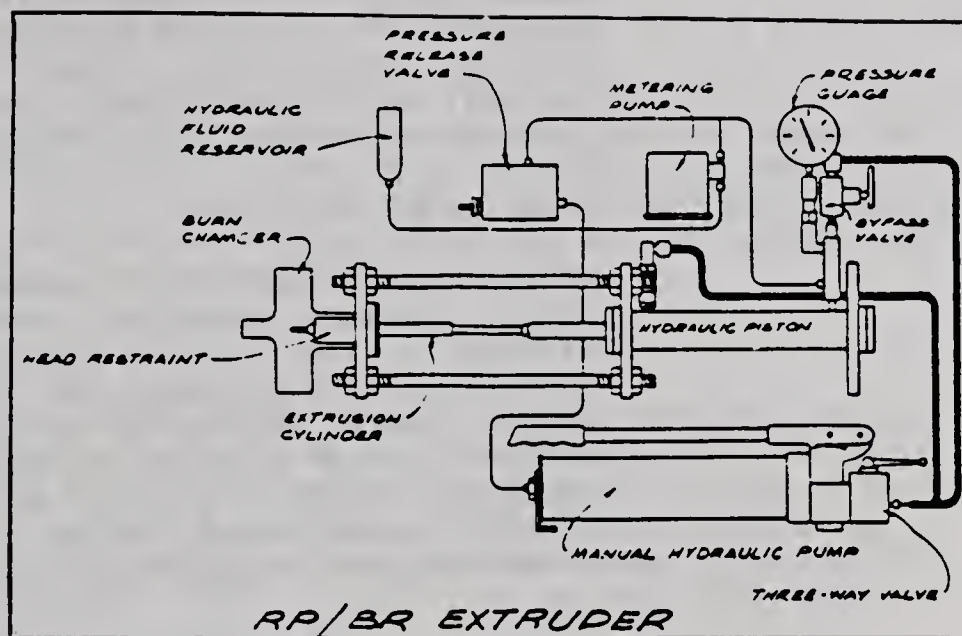 PRESSURE
RELEASE
VALVE
METERING
PUMP
PRESSURE
GUAGE
HYDRAULIC
FLUID
RESERVOIR
BURN
CHAMBER
BYPASS
VALVE
HYDRAULIC PISTON
HEAD RESTRAINT
EXTRUSION
CYLINDER
MANUAL HYDRAULIC PUMP
THREE-WAY VALVE
RP/BR EXTRUDER